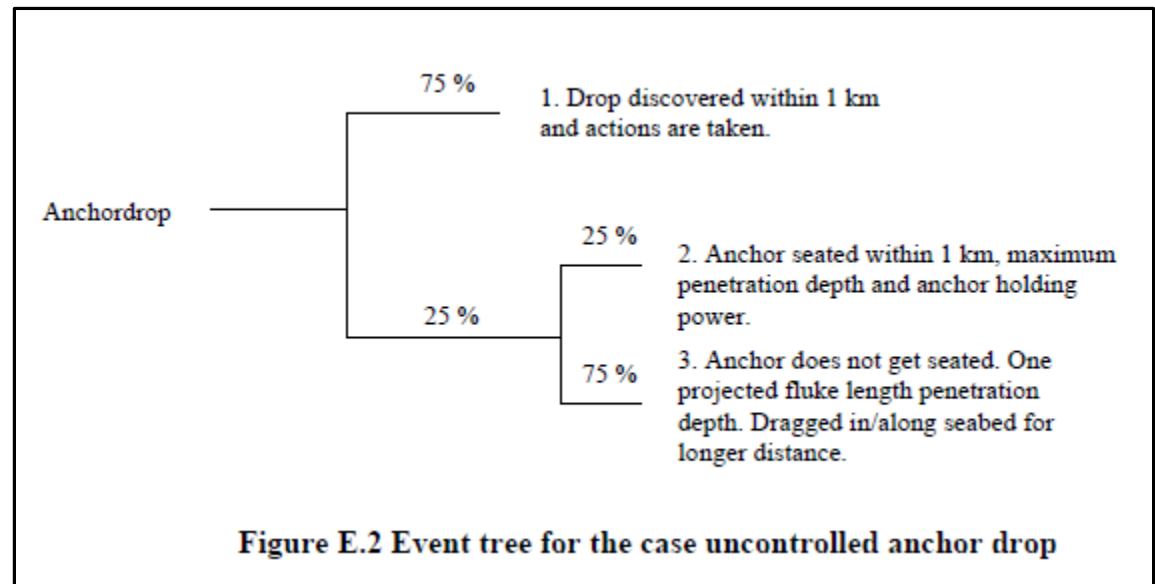 75 %
1. Drop discovered within 1 km
and actions are taken.
Anchordrop
25 %
2. Anchor seated within 1 km, maximum
penetration depth and anchor holding
power.
25 %
75 %
3. Anchor does not get seated. One
projected fluke length penetration
depth. Dragged in/along seabed for
longer distance.
Figure E.2 Event tree for the case uncontrolled anchor drop